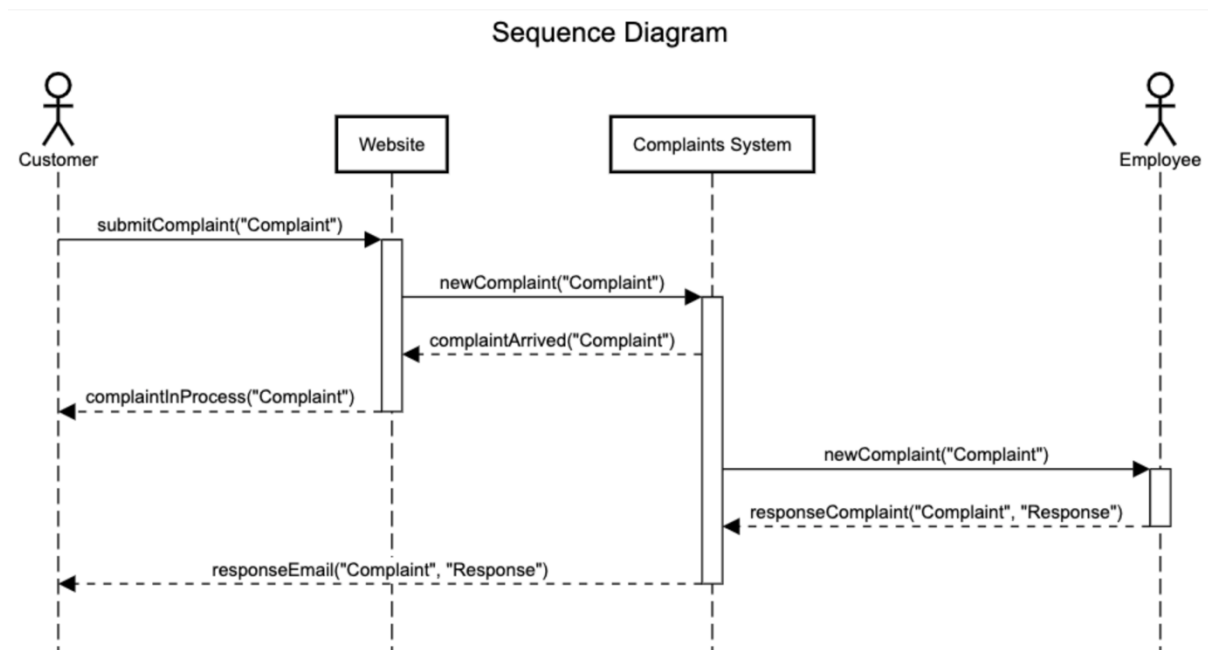 Sequence Diagram
Customer
Website
Complaints System
Employee
submitComplaint("Complaint")
newComplaint("Complaint")
complaintArrived("Complaint")
complaintInProcess("Complaint")
newComplaint("Complaint")
responseComplaint("Complaint", "Response")
responseEmail("Complaint", "Response")